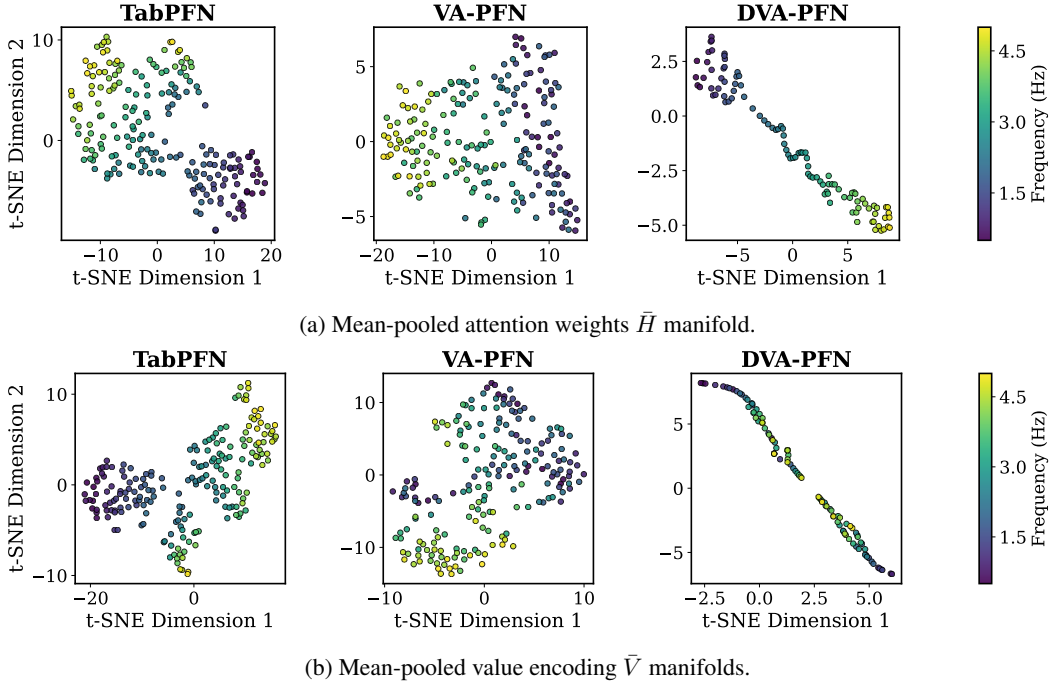 TabPFN VA-PFN DVA-PFN
t-SNE Dimension 2
10
0
5
0
−5
2.5
0.0
−2.5
−5.0
−10 0 10 20
−20 −10 0 10
−5 0 5
t-SNE Dimension 1 t-SNE Dimension 1 t-SNE Dimension 1
4.5
3.0
1.5
Frequency (Hz)
(a) Mean-pooled attention weights H̄ manifold.
TabPFN VA-PFN DVA-PFN
t-SNE Dimension 2
10
0
−10
10
0
−10
5
0
−5
−20 0
−10 0 10
−2.5 0.0 2.5 5.0
t-SNE Dimension 1 t-SNE Dimension 1 t-SNE Dimension 1
4.5
3.0
1.5
Frequency (Hz)
(b) Mean-pooled value encoding V̄ manifolds.